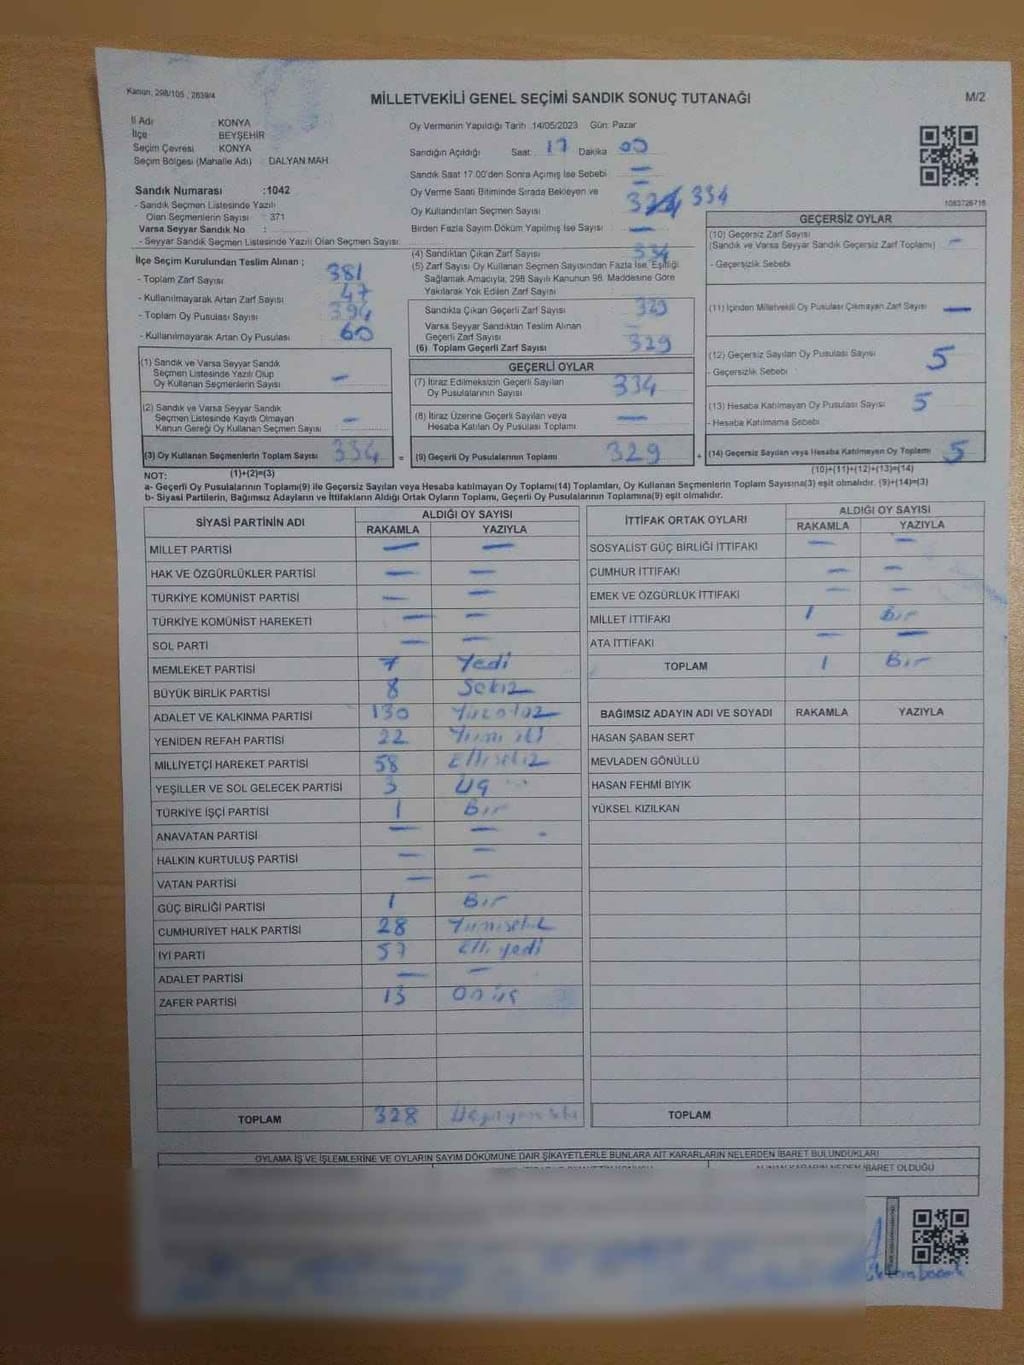 Kanun: 298/105 ; 2839/4
MİLLETVEKİLİ GENEL SEÇİMİ SANDIK SONUÇ TUTANAĞI
M/2
İl Adı : KONYA
İlçe : BEYŞEHİR
Seçim Çevresi : KONYA
Seçim Bölgesi (Mahalle Adı) : DALYAN MAH
Sandık Numarası :1042
- Sandık Seçmen Listesinde Yazılı
Olan Seçmenlerin Sayısı : 371
Varsa Seyyar Sandık No :
- Seyyar Sandık Seçmen Listesinde Yazılı Olan Seçmen Sayısı:
İlçe Seçim Kurulundan Teslim Alınan ;
- Toplam Zarf Sayısı 381
- Kullanılmayarak Artan Zarf Sayısı 47
- Toplam Oy Pusulası Sayısı 394
- Kullanılmayarak Artan Oy Pusulası 60
(1) Sandık ve Varsa Seyyar Sandık
Seçmen Listesinde Yazılı Olup
Oy Kullanan Seçmenlerin Sayısı —
(2) Sandık ve Varsa Seyyar Sandık
Seçmen Listesinde Kayıtlı Olmayan
Kanun Gereği Oy Kullanan Seçmen Sayısı —
(3) Oy Kullanan Seçmenlerin Toplam Sayısı 334 =
Oy Vermenin Yapıldığı Tarih :14/05/2023 Gün: Pazar
Sandığın Açıldığı Saat: 17 Dakika 00
Sandık Saat 17.00'den Sonra Açımış İse Sebebi —
Oy Verme Saati Bitiminde Sırada Bekleyen ve —
Oy Kullandırılan Seçmen Sayısı 334
Birden Fazla Sayım Döküm Yapılmış İse Sayısı —
(4) Sandıktan Çıkan Zarf Sayısı 334
(5) Zarf Sayısı Oy Kullanan Seçmen Sayısından Fazla İse, Eşitliği
Sağlamak Amacıyla, 298 Sayılı Kanunun 98. Maddesine Göre
Yakılarak Yok Edilen Zarf Sayısı :
Sandıkta Çıkan Geçerli Zarf Sayısı 329
Varsa Seyyar Sandıktan Teslim Alınan
Geçerli Zarf Sayısı —
(6) Toplam Geçerli Zarf Sayısı 329
GEÇERLİ OYLAR
(7) İtiraz Edilmeksizin Geçerli Sayılan
Oy Pusulalarının Sayısı 334
(8) İtiraz Üzerine Geçerli Sayılan veya
Hesaba Katılan Oy Pusulası Toplamı —
(9) Geçerli Oy Pusulalarının Toplamı 329 +
1083726716
GEÇERSİZ OYLAR
(10) Geçersiz Zarf Sayısı
(Sandık ve Varsa Seyyar Sandık Geçersiz Zarf Toplamı) —
- Geçersizlik Sebebi
(11) İçinden Milletvekili Oy Pusulası Çıkmayan Zarf Sayısı —
(12) Geçersiz Sayılan Oy Pusulası Sayısı 5
- Geçersizlik Sebebi :
(13) Hesaba Katılmayan Oy Pusulası Sayısı 5
- Hesaba Katılmama Sebebi
(14) Geçersiz Sayılan veya Hesaba Katılmayan Oy Toplamı 5
NOT: (1)+(2)=(3) (10)+(11)+(12)+(13)=(14)
a- Geçerli Oy Pusulalarının Toplamı(9) ile Geçersiz Sayılan veya Hesaba katılmayan Oy Toplamı(14) Toplamları, Oy Kullanan Seçmenlerin Toplam Sayısına(3) eşit olmalıdır. (9)+(14)=(3)
b- Siyasi Partilerin, Bağımsız Adayların ve İttifakların Aldığı Ortak Oyların Toplamı, Geçerli Oy Pusulalarının Toplamına(9) eşit olmalıdır.
SİYASİ PARTİNİN ADI ALDIĞI OY SAYISI
RAKAMLA YAZIYLA
MİLLET PARTİSİ — —
HAK VE ÖZGÜRLÜKLER PARTİSİ — —
TÜRKİYE KOMÜNİST PARTİSİ — —
TÜRKİYE KOMÜNİST HAREKETİ — —
SOL PARTİ — —
MEMLEKET PARTİSİ 7 Yedi
BÜYÜK BİRLİK PARTİSİ 8 Sekiz
ADALET VE KALKINMA PARTİSİ 130 Yüzotuz
YENİDEN REFAH PARTİSİ 22 Yirmi iki
MİLLİYETÇİ HAREKET PARTİSİ 58 Ellisekiz
YEŞİLLER VE SOL GELECEK PARTİSİ 3 Üç
TÜRKİYE İŞÇİ PARTİSİ 1 Bir
ANAVATAN PARTİSİ — —
HALKIN KURTULUŞ PARTİSİ — —
VATAN PARTİSİ — —
GÜÇ BİRLİĞİ PARTİSİ 1 Bir
CUMHURİYET HALK PARTİSİ 28 Yirmisekiz
İYİ PARTİ 57 Elli yedi
ADALET PARTİSİ — —
ZAFER PARTİSİ 13 On üç
TOPLAM 328
İTTİFAK ORTAK OYLARI ALDIĞI OY SAYISI
RAKAMLA YAZIYLA
SOSYALİST GÜÇ BİRLİĞİ İTTİFAKI — —
CUMHUR İTTİFAKI — —
EMEK VE ÖZGÜRLÜK İTTİFAKI — —
MİLLET İTTİFAKI 1 Bir
ATA İTTİFAKI — —
TOPLAM 1 Bir
BAĞIMSIZ ADAYIN ADI VE SOYADI RAKAMLA YAZIYLA
HASAN ŞABAN SERT
MEVLADEN GÖNÜLLÜ
HASAN FEHMİ BIYIK
YÜKSEL KIZILKAN
TOPLAM
OYLAMA İŞ VE İŞLEMLERİNE VE OYLARIN SAYIM DÖKÜMÜNE DAİR ŞİKAYETLERLE BUNLARA AİT KARARLARIN NELERDEN İBARET BULUNDUKLARI
İBARET OLDUĞU